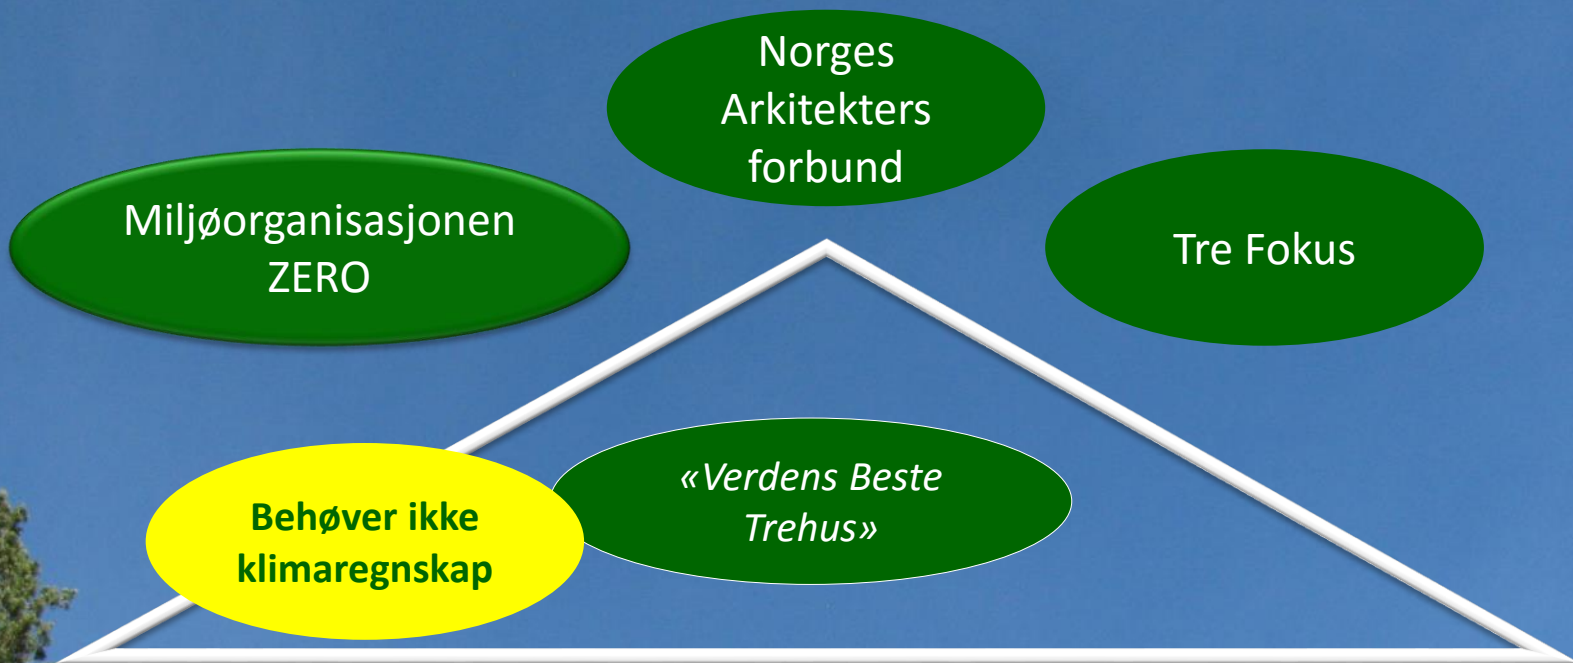 Norges
Arkitekters
forbund
Miljøorganisasjonen
ZERO
Tre Fokus
«Verdens Beste
Trehus»
Behøver ikke
klimaregnskap